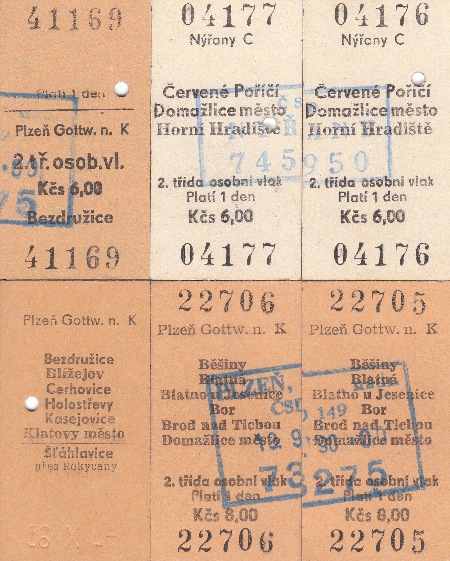 41169
Platí 1 den
Plzeň Gottw. n. K
2.tř.osob.vl.
Kčs 6,00
Bezdružice
41169
04177
Nýřany C
Červené Poříčí
Domažlice město
Horní Hradiště
2. třída osobní vlak
Platí 1 den
Kčs 6,00
04177
04176
Nýřany C
Červené Poříčí
Domažlice město
Horní Hradiště
2. třída osobní vlak
Platí 1 den
Kčs 6,00
04176
745950
75
Plzeň Gottw. n. K
Bezdružice
Blížejov
Cerhovice
Holostřevy
Kasejovice
Klatovy město
Šťáhlavice
přes Rokycany
22706
Plzeň Gottw. n. K
Běšiny
Blatná
Blatno u Jesenice
Bor
Brod nad Tichou
Domažlice město
2. třída osobní vlak
Platí 1 den
Kčs 8,00
22706
22705
Plzeň Gottw. n. K
Běšiny
Blatná
Blatno u Jesenice
Bor
Brod nad Tichou
Domažlice město
2. třída osobní vlak
Platí 1 den
Kčs 8,00
22705
PLZEŇ,
149
73275